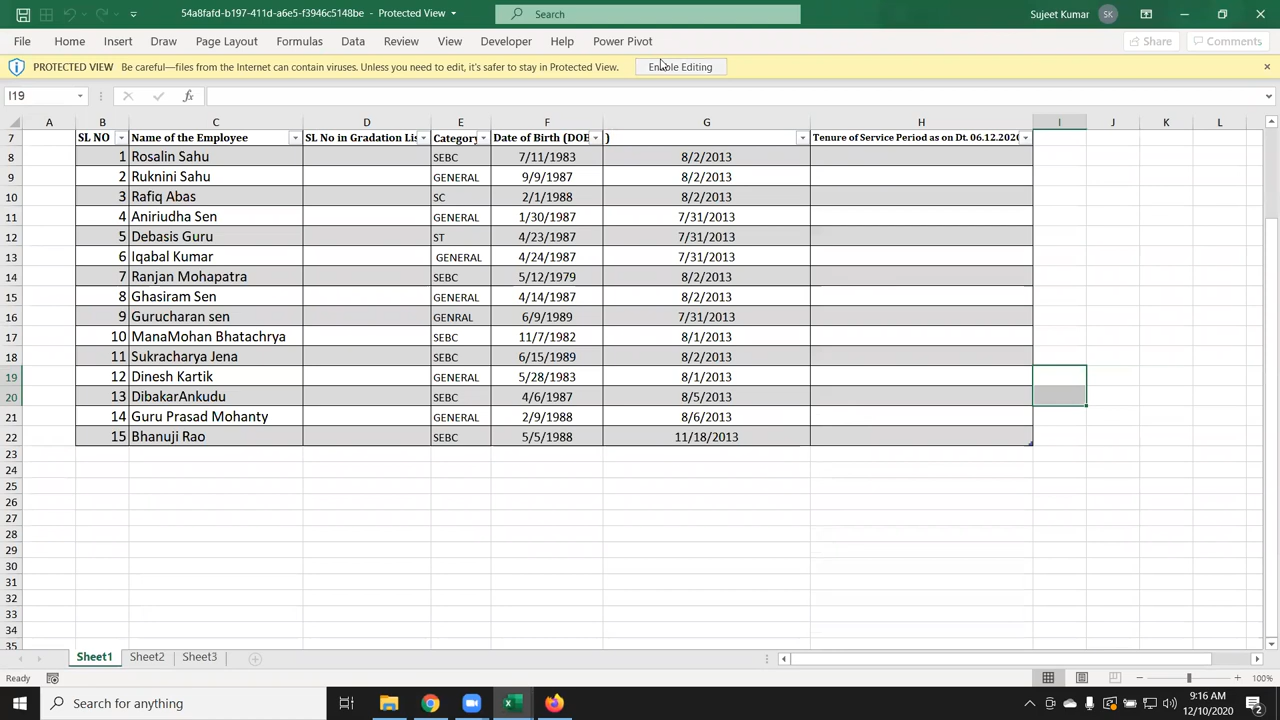 54a8fafd-b197-411d-a6e5-f3946c5148be - Protected View Search Sujeet Kumar SK
File Home Insert Draw Page Layout Formulas Data Review View Developer Help Power Pivot Share Comments
PROTECTED VIEW Be careful—files from the Internet can contain viruses. Unless you need to edit, it's safer to stay in Protected View. Enable Editing
I19 fx
A B C D E F G H I J K L
7 SL NO Name of the Employee SL No in Gradation Lis Category Date of Birth (DOB ) Tenure of Service Period as on Dt. 06.12.2020
8 1 Rosalin Sahu SEBC 7/11/1983 8/2/2013
9 2 Ruknini Sahu GENERAL 9/9/1987 8/2/2013
10 3 Rafiq Abas SC 2/1/1988 8/2/2013
11 4 Aniriudha Sen GENERAL 1/30/1987 7/31/2013
12 5 Debasis Guru ST 4/23/1987 7/31/2013
13 6 Iqabal Kumar GENERAL 4/24/1987 7/31/2013
14 7 Ranjan Mohapatra SEBC 5/12/1979 8/2/2013
15 8 Ghasiram Sen GENERAL 4/14/1987 8/2/2013
16 9 Gurucharan sen GENRAL 6/9/1989 7/31/2013
17 10 ManaMohan Bhatachrya SEBC 11/7/1982 8/1/2013
18 11 Sukracharya Jena SEBC 6/15/1989 8/2/2013
19 12 Dinesh Kartik GENERAL 5/28/1983 8/1/2013
20 13 DibakarAnkudu SEBC 4/6/1987 8/5/2013
21 14 Guru Prasad Mohanty GENERAL 2/9/1988 8/6/2013
22 15 Bhanuji Rao SEBC 5/5/1988 11/18/2013
23
24
25
26
27
28
29
30
31
32
33
34
35
Sheet1 Sheet2 Sheet3
Ready 100%
Search for anything 9:16 AM
12/10/2020 2